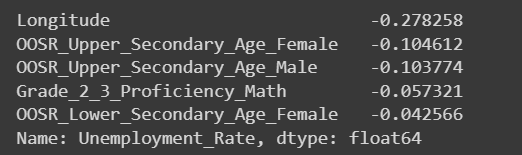 Longitude -0.278258
OOSR_Upper_Secondary_Age_Female -0.104612
OOSR_Upper_Secondary_Age_Male -0.103774
Grade_2_3_Proficiency_Math -0.057321
OOSR_Lower_Secondary_Age_Female -0.042566
Name: Unemployment_Rate, dtype: float64